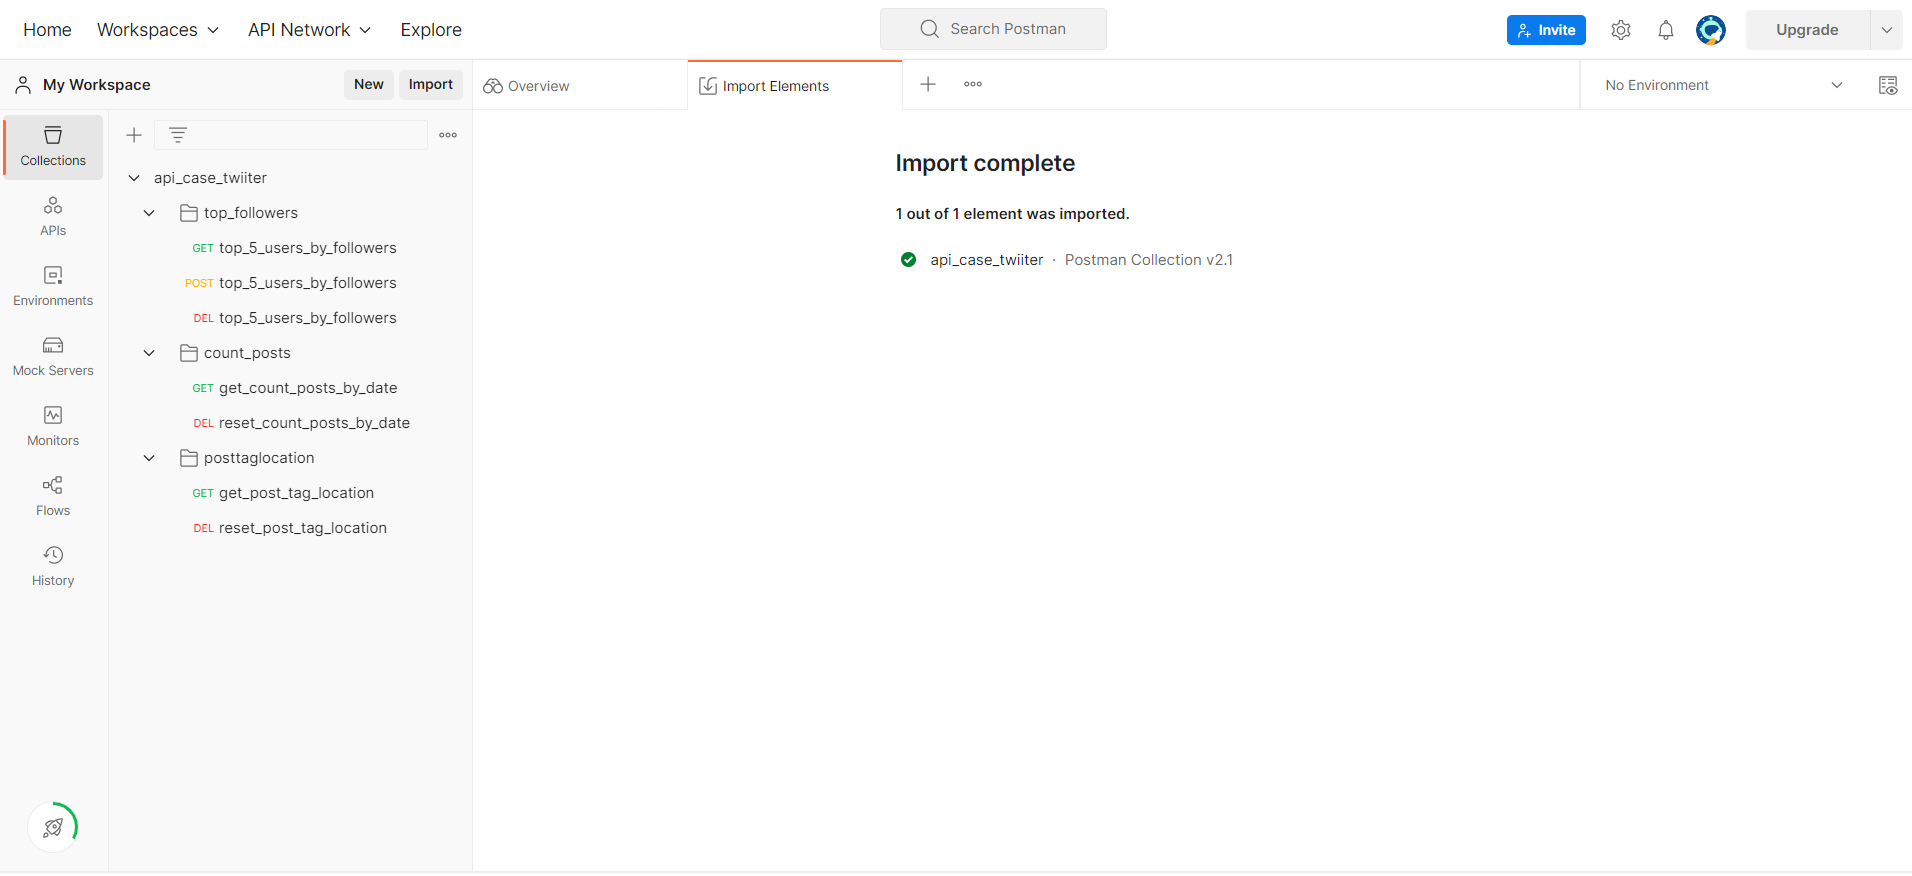 Home Workspaces API Network Explore Search Postman Invite Upgrade
My Workspace New Import Overview Import Elements No Environment
Collections
APIs
Environments
Mock Servers
Monitors
Flows
History
api_case_twiiter
top_followers
GET top_5_users_by_followers
POST top_5_users_by_followers
DEL top_5_users_by_followers
count_posts
GET get_count_posts_by_date
DEL reset_count_posts_by_date
posttaglocation
GET get_post_tag_location
DEL reset_post_tag_location
Import complete
1 out of 1 element was imported.
api_case_twiiter · Postman Collection v2.1